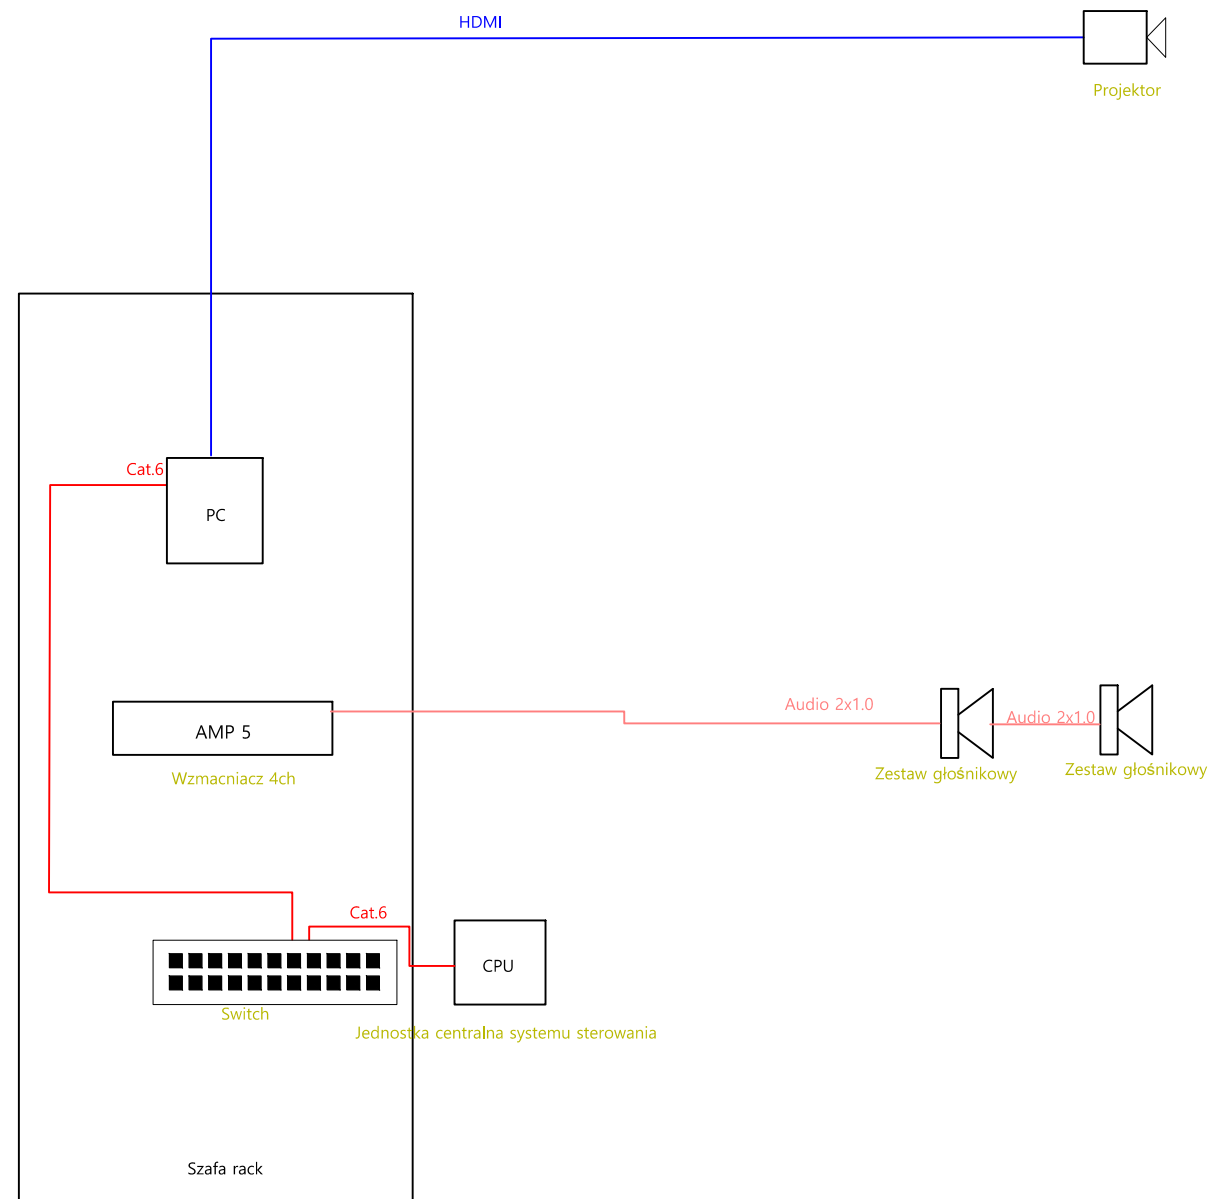 HDMI
Projektor
Cat.6
PC
Audio 2x1.0
Audio 2x1.0
AMP 5
Zestaw głośnikowy
Zestaw głośnikowy
Wzmacniacz 4ch
Cat.6
CPU
Switch
Jednostka centralna systemu sterowania
Szafa rack